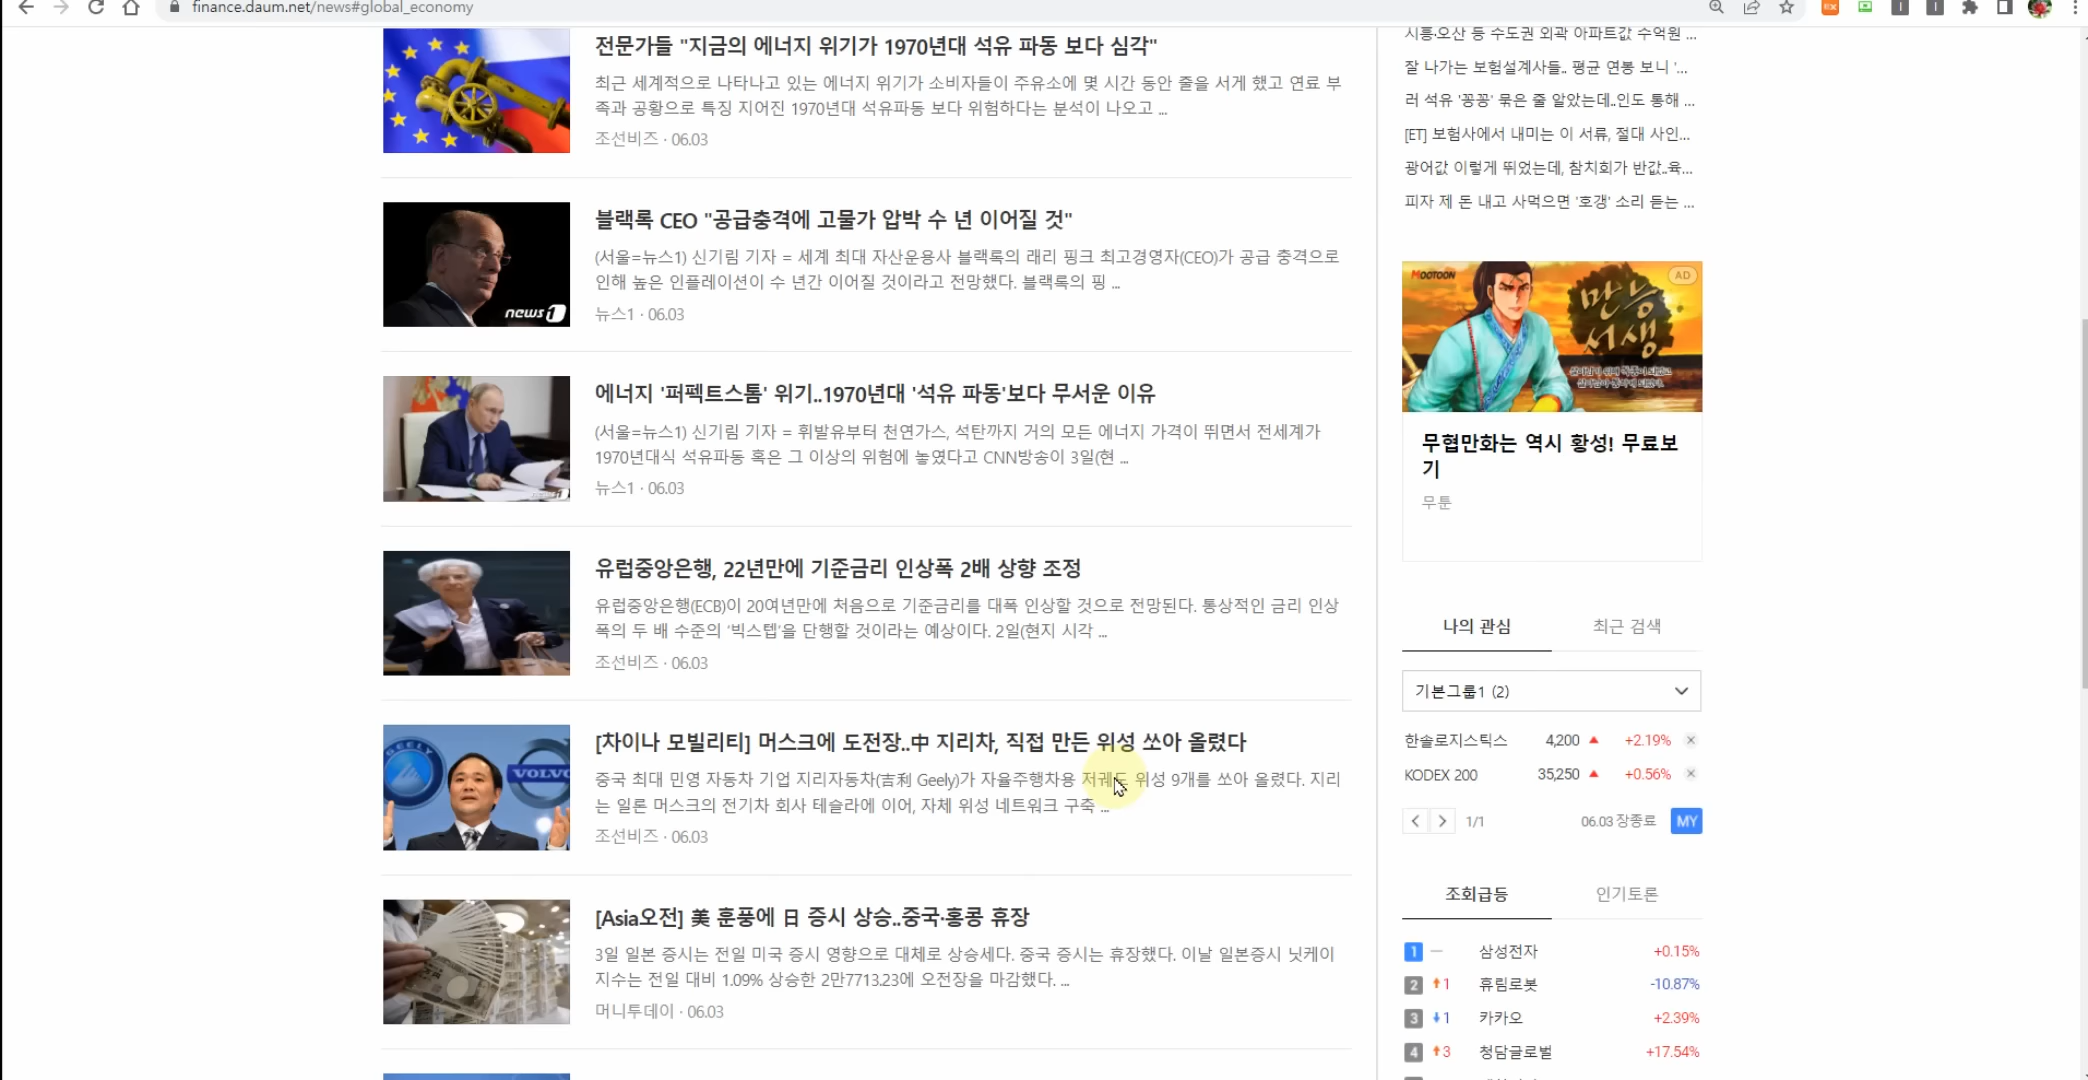 finance.daum.net/news#global_economy
전문가들 "지금의 에너지 위기가 1970년대 석유 파동 보다 심각"
최근 세계적으로 나타나고 있는 에너지 위기가 소비자들이 주유소에 몇 시간 동안 줄을 서게 했고 연료 부
족과 공황으로 특징 지어진 1970년대 석유파동 보다 위험하다는 분석이 나오고 ...
조선비즈 · 06.03
블랙록 CEO "공급충격에 고물가 압박 수 년 이어질 것"
(서울=뉴스1) 신기림 기자 = 세계 최대 자산운용사 블랙록의 래리 핑크 최고경영자(CEO)가 공급 충격으로
인해 높은 인플레이션이 수 년간 이어질 것이라고 전망했다. 블랙록의 핑 ...
뉴스1 · 06.03
news1
에너지 '퍼펙트스톰' 위기..1970년대 '석유 파동'보다 무서운 이유
(서울=뉴스1) 신기림 기자 = 휘발유부터 천연가스, 석탄까지 거의 모든 에너지 가격이 뛰면서 전세계가
1970년대식 석유파동 혹은 그 이상의 위험에 놓였다고 CNN방송이 3일(현 ...
뉴스1 · 06.03
유럽중앙은행, 22년만에 기준금리 인상폭 2배 상향 조정
유럽중앙은행(ECB)이 20여년만에 처음으로 기준금리를 대폭 인상할 것으로 전망된다. 통상적인 금리 인상
폭의 두 배 수준의 '빅스텝'을 단행할 것이라는 예상이다. 2일(현지 시각 ...
조선비즈 · 06.03
[차이나 모빌리티] 머스크에 도전장..中 지리차, 직접 만든 위성 쏘아 올렸다
중국 최대 민영 자동차 기업 지리자동차(吉利 Geely)가 자율주행차용 저궤도 위성 9개를 쏘아 올렸다. 지리
는 일론 머스크의 전기차 회사 테슬라에 이어, 자체 위성 네트워크 구축 ...
조선비즈 · 06.03
GEELY
VOLVO
[Asia오전] 美 훈풍에 日 증시 상승..중국·홍콩 휴장
3일 일본 증시는 전일 미국 증시 영향으로 대체로 상승세다. 중국 증시는 휴장했다. 이날 일본증시 닛케이
지수는 전일 대비 1.09% 상승한 2만7713.23에 오전장을 마감했다. ...
머니투데이 · 06.03
시흥·오산 등 수도권 외곽 아파트값 수억원 ...
잘 나가는 보험설계사들.. 평균 연봉 보니 '...
러 석유 '꽁꽁' 묶은 줄 알았는데..인도 통해 ...
[ET] 보험사에서 내미는 이 서류, 절대 사인...
광어값 이렇게 뛰었는데, 참치회가 반값..육...
피자 제 돈 내고 사먹으면 '호갱' 소리 듣는 ...
MOOTOON
AD
만능
서생
무협만화는 역시 황성! 무료보
기
무툰
나의 관심 최근 검색
기본그룹1 (2)
한솔로지스틱스 4,200 ▲ +2.19% ×
KODEX 200 35,250 ▲ +0.56% ×
1/1 06.03 장종료 MY
조회급등 인기토론
1 – 삼성전자 +0.15%
2 ↑1 휴림로봇 -10.87%
3 ↓1 카카오 +2.39%
4 ↑3 청담글로벌 +17.54%